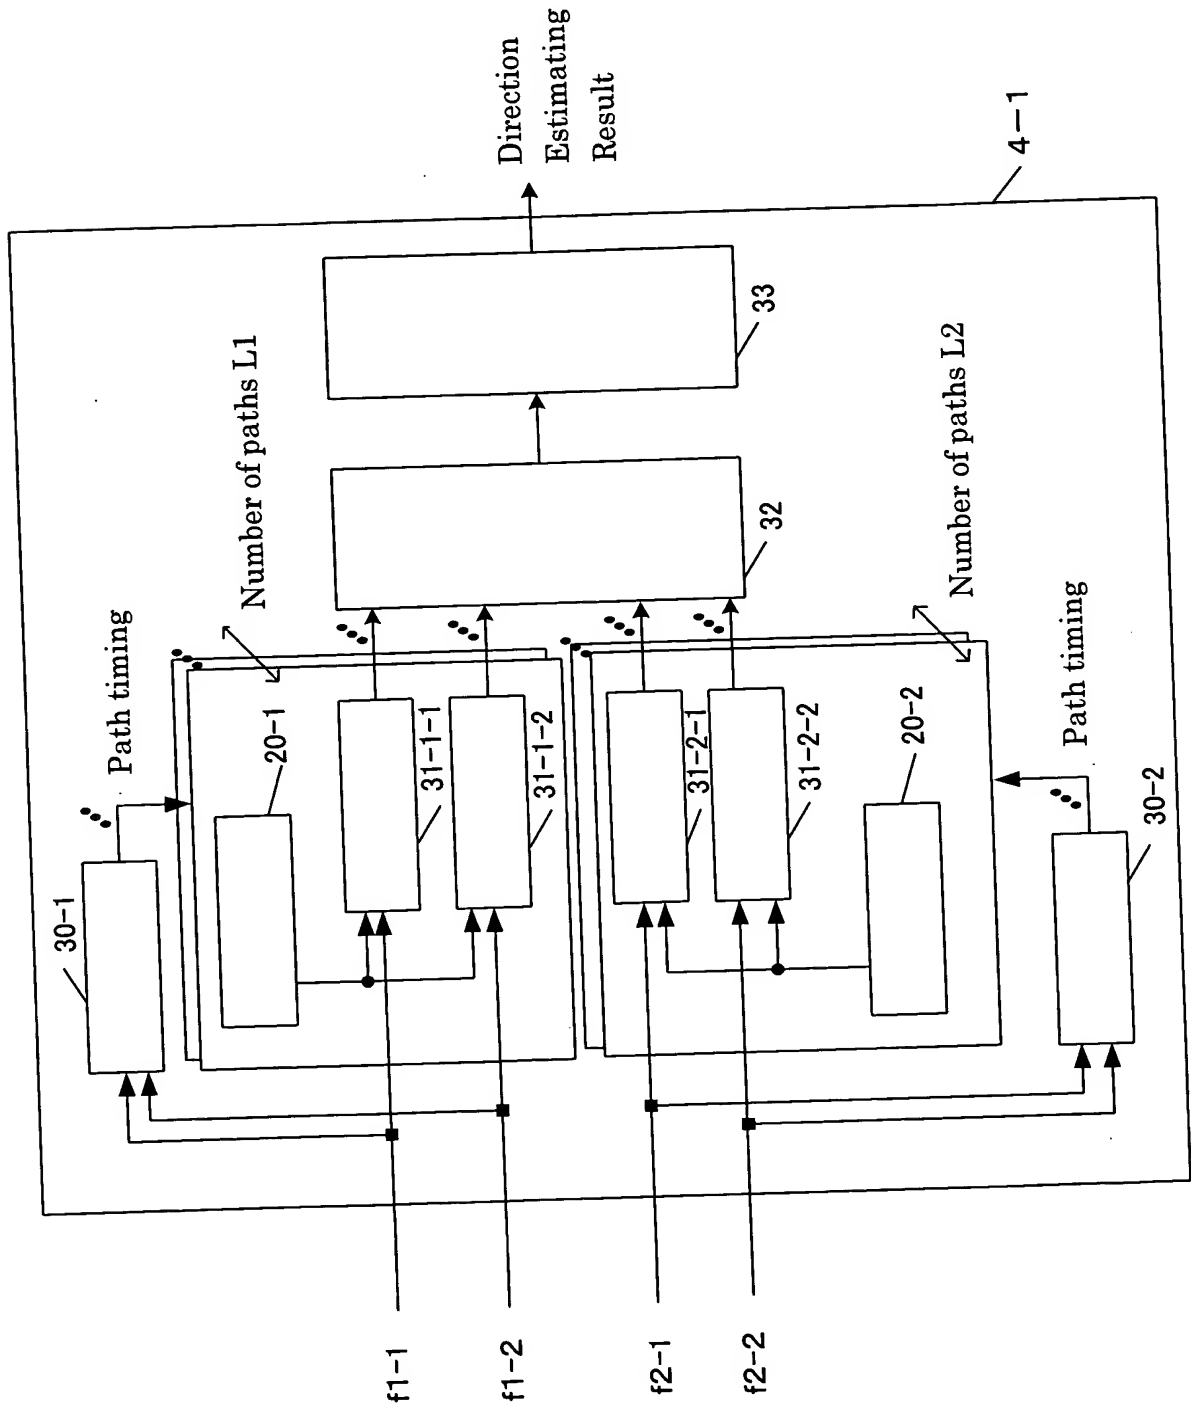 30-1
Path timing
Number of paths L1
20-1
31-1-1
31-1-2
f1-1
f1-2
32
33
Direction
Estimating
Result
f2-1
f2-2
31-2-1
31-2-2
20-2
Number of paths L2
Path timing
30-2
4-1